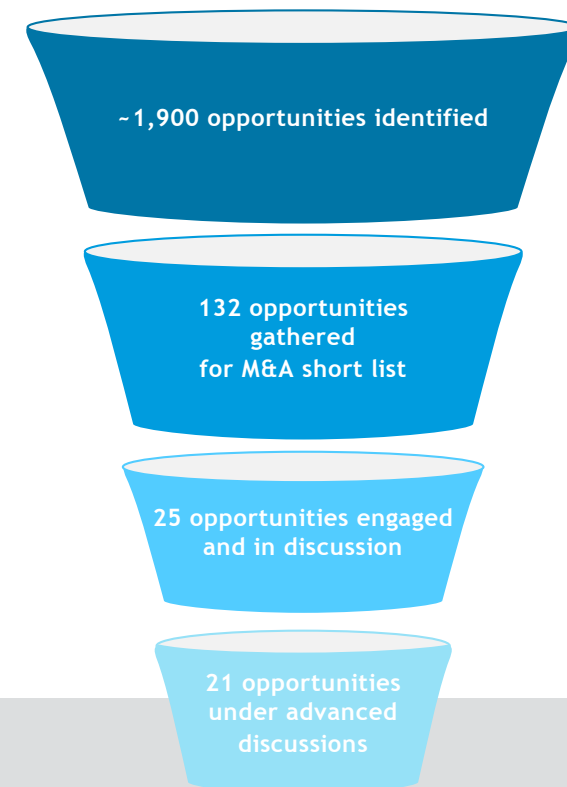 ~1,900 opportunities identified
132 opportunities
gathered
for M&A short list
25 opportunities engaged
and in discussion
21 opportunities
under advanced
discussions